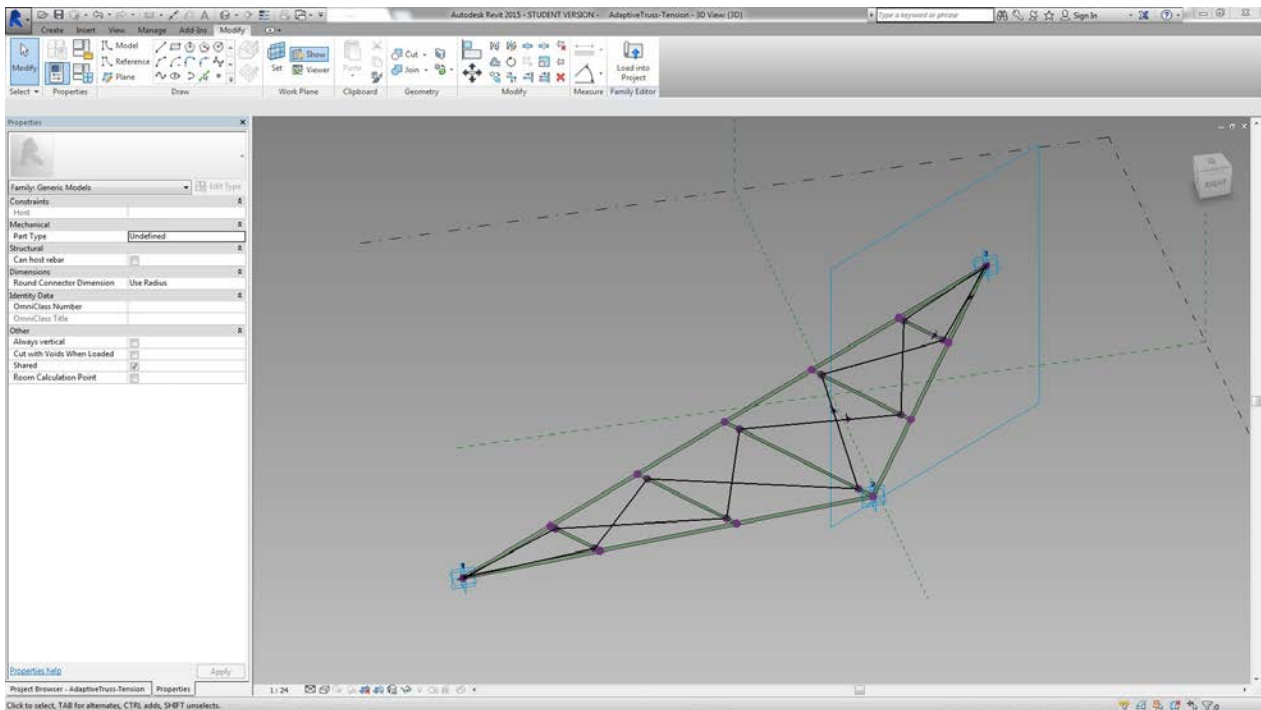 Autodesk Revit 2015 - STUDENT VERSION - AdaptiveTruss-Tension - 3D View: {3D}
Type a keyword or phrase
Sign In
Create Insert View Manage Add-Ins Modify
Modify
Model
Reference
Plane
Set
Show
Viewer
Paste
Cut
Join
Load into
Project
Select Properties Draw Work Plane Clipboard Geometry Modify Measure Family Editor
Properties
R
Family: Generic Models
Edit Type
Constraints
Host
Mechanical
Part Type Undefined
Structural
Can host rebar
Dimensions
Round Connector Dimension Use Radius
Identity Data
OmniClass Number
OmniClass Title
Other
Always vertical
Cut with Voids When Loaded
Shared
Room Calculation Point
RIGHT
3
2
1
Properties help
Apply
Project Browser - AdaptiveTruss-Tension Properties
1 : 24
Click to select, TAB for alternates, CTRL adds, SHIFT unselects.
:0